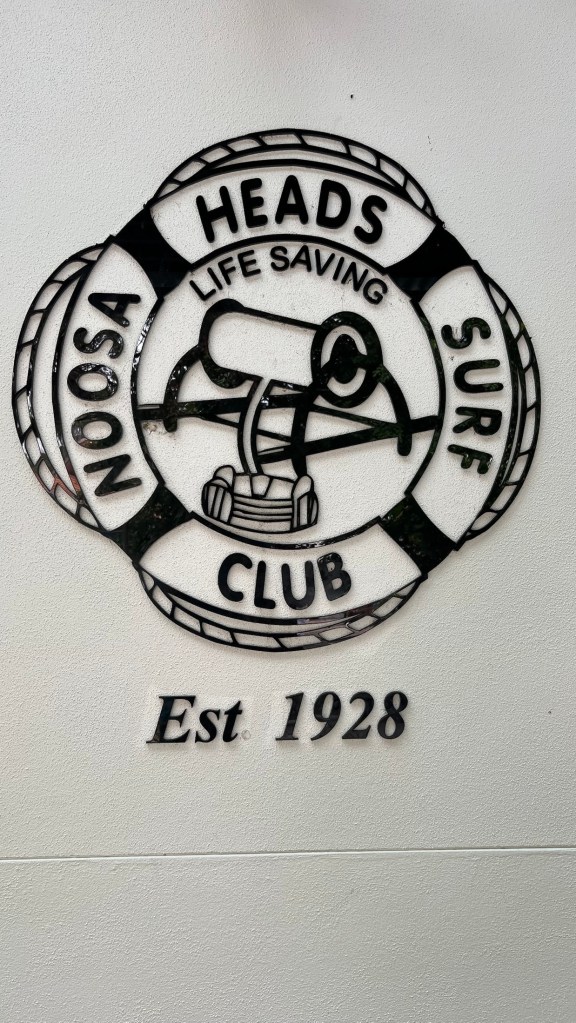 NOOSA
HEADS
SURF
LIFE SAVING
CLUB
Est. 1928